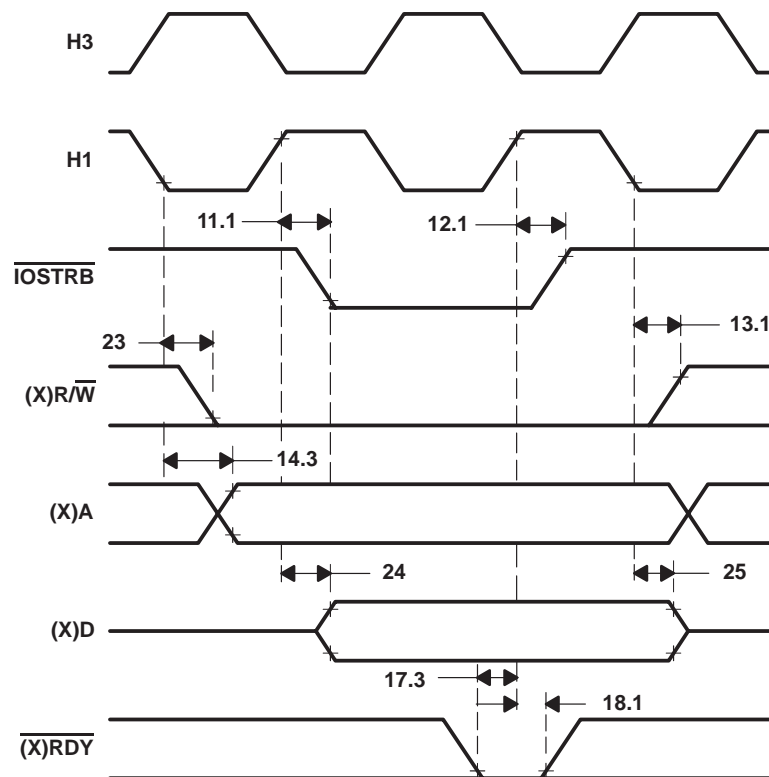 H3
H1
11.1
12.1
IOSTRB
23
13.1
(X)R/W
14.3
(X)A
24
25
(X)D
17.3
18.1
(X)RDY